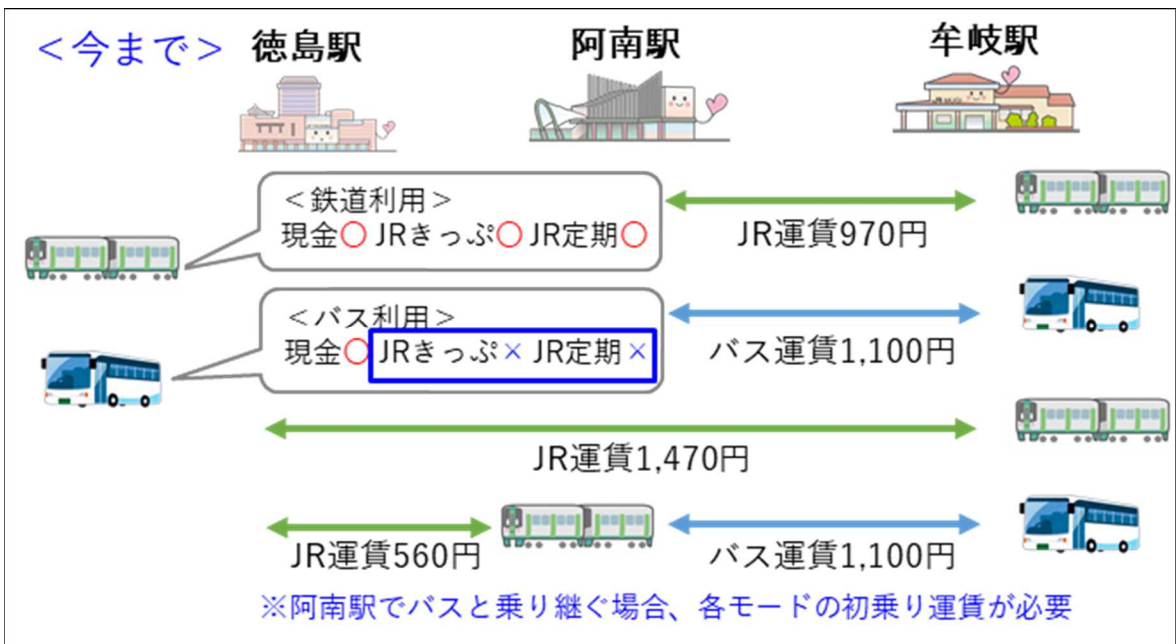 ＜今まで＞ 徳島駅 阿南駅 牟岐駅
＜鉄道利用＞
現金〇 JRきっぷ〇 JR定期〇
JR運賃970円
＜バス利用＞
現金〇 JRきっぷ× JR定期×
バス運賃1,100円
JR運賃1,470円
JR運賃560円
バス運賃1,100円
※阿南駅でバスと乗り継ぐ場合、各モードの初乗り運賃が必要